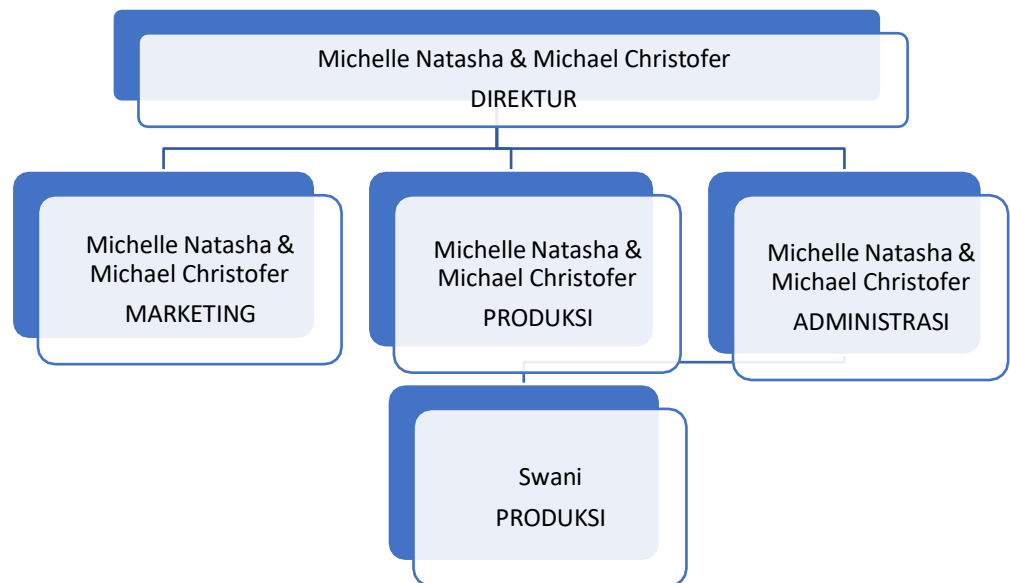 Michelle Natasha & Michael Christofer
DIREKTUR
Michelle Natasha &
Michael Christofer
MARKETING
Michelle Natasha &
Michael Christofer
PRODUKSI
Michelle Natasha &
Michael Christofer
ADMINISTRASI
Swani
PRODUKSI